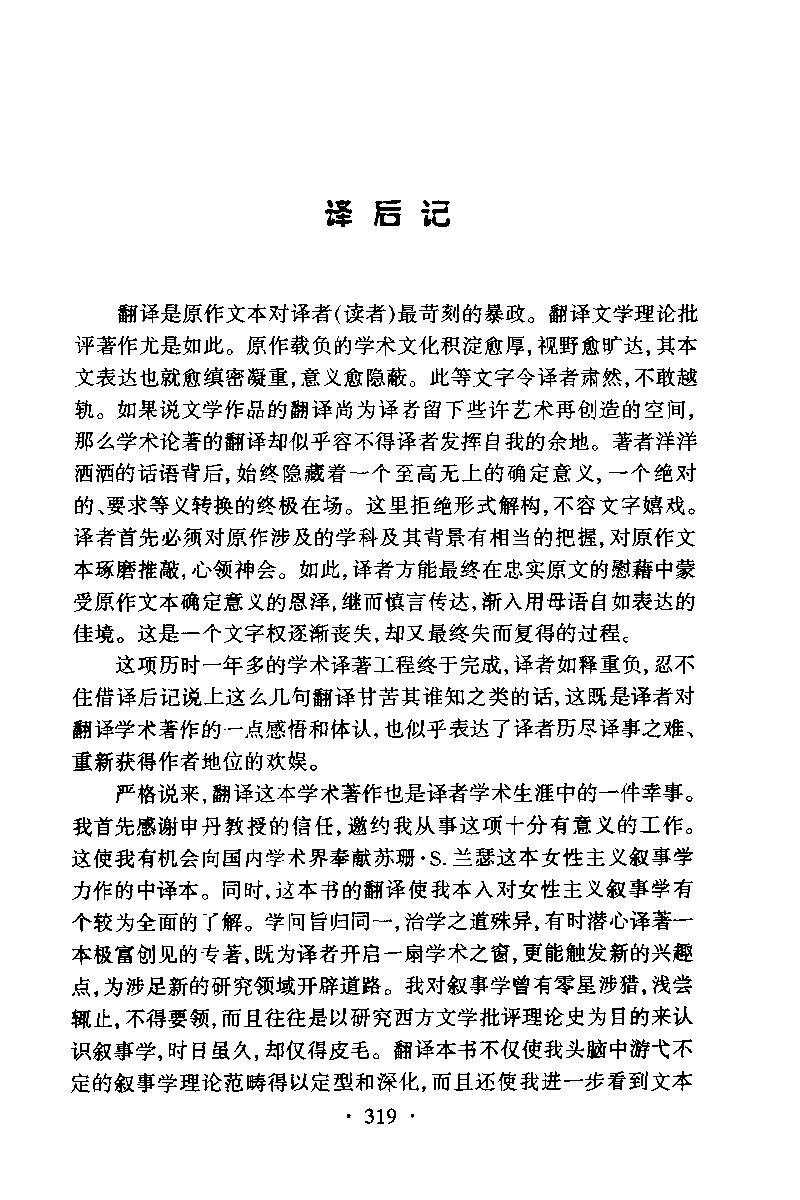 译后记
翻译是原作文本对译者(读者)最苛刻的暴政。翻译文学理论批
评著作尤是如此。原作载负的学术文化积淀愈厚,视野愈旷达,其本
文表达也就愈缜密凝重,意义愈隐蔽。此等文字令译者肃然,不敢越
轨。如果说文学作品的翻译尚为译者留下些许艺术再创造的空间,
那么学术论著的翻译却似乎容不得译者发挥自我的余地。著者洋洋
洒洒的话语背后,始终隐藏着一个至高无上的确定意义,一个绝对
的、要求等义转换的终极在场。这里拒绝形式解构,不容文字嬉戏。
译者首先必须对原作涉及的学科及其背景有相当的把握,对原作文
本琢磨推敲,心领神会。如此,译者方能最终在忠实原文的慰藉中蒙
受原作文本确定意义的恩泽,继而慎言传达,渐入用母语自如表达的
佳境。这是一个文字权逐渐丧失,却又最终失而复得的过程。
这项历时一年多的学术译著工程终于完成,译者如释重负,忍不
住借译后记说上这么几句翻译甘苦其谁知之类的话,这既是译者对
翻译学术著作的一点感悟和体认,也似乎表达了译者历尽译事之难、
重新获得作者地位的欢娱。
严格说来,翻译这本学术著作也是译者学术生涯中的一件幸事。
我首先感谢申丹教授的信任,邀约我从事这项十分有意义的工作。
这使我有机会向国内学术界奉献苏珊·S.兰瑟这本女性主义叙事学
力作的中译本。同时,这本书的翻译使我本人对女性主义叙事学有
个较为全面的了解。学问旨归同一,治学之道殊异,有时潜心译著一
本极富创见的专著,既为译者开启一扇学术之窗,更能触发新的兴趣
点,为涉足新的研究领域开辟道路。我对叙事学曾有零星涉猎,浅尝
辄止,不得要领,而且往往是以研究西方文学批评理论史为目的来认
识叙事学,时日虽久,却仅得皮毛。翻译本书不仅使我头脑中游弋不
定的叙事学理论范畴得以定型和深化,而且还使我进一步看到文本
· 319 ·